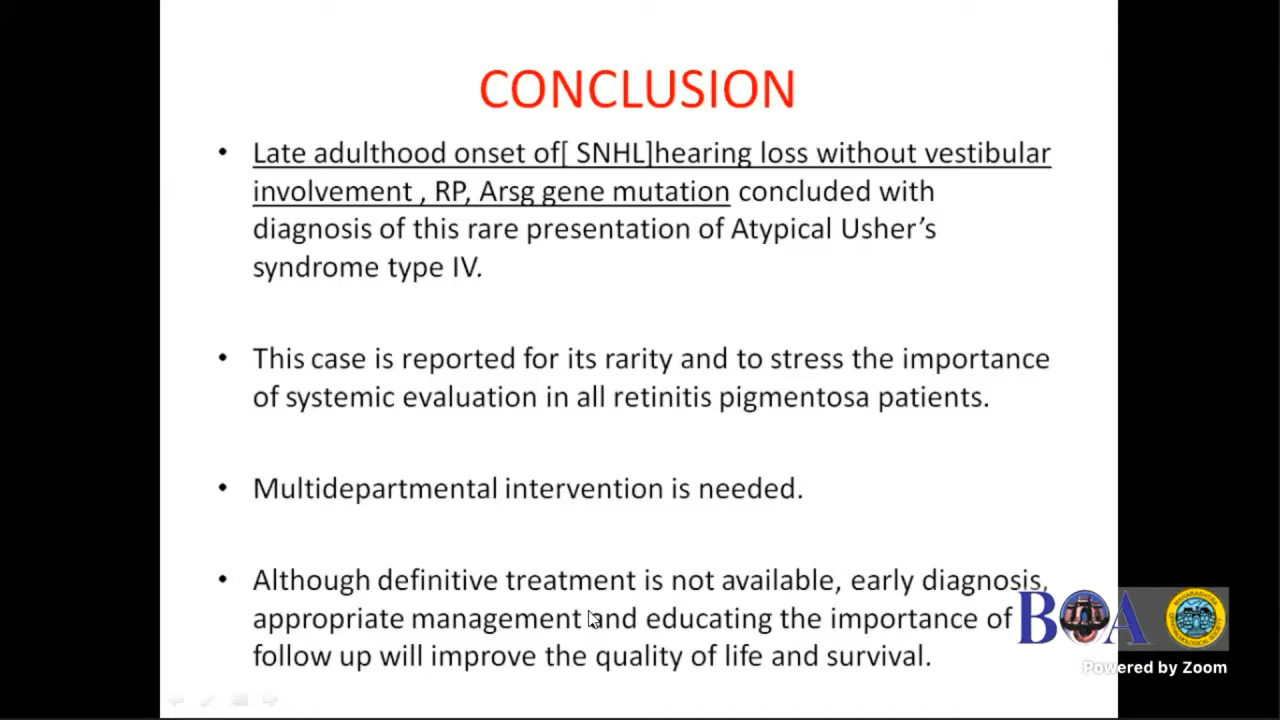 CONCLUSION
• Late adulthood onset of[ SNHL]hearing loss without vestibular
involvement , RP, Arsg gene mutation concluded with
diagnosis of this rare presentation of Atypical Usher’s
syndrome type IV.
• This case is reported for its rarity and to stress the importance
of systemic evaluation in all retinitis pigmentosa patients.
• Multidepartmental intervention is needed.
• Although definitive treatment is not available, early diagnosis,
appropriate management and educating the importance of
follow up will improve the quality of life and survival.
BOA
Powered by Zoom